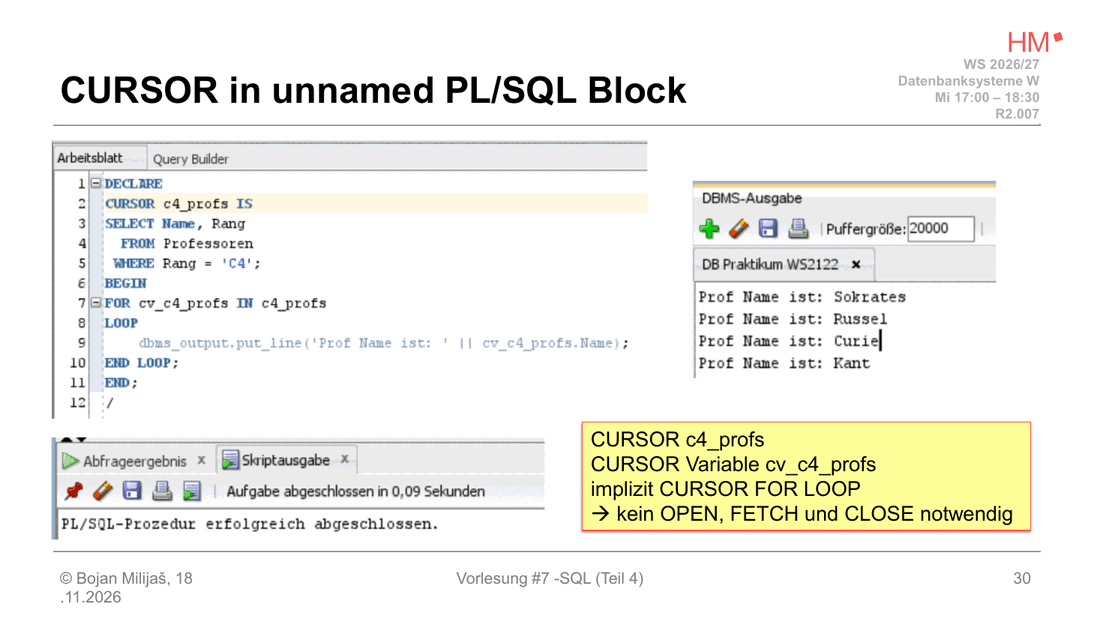 HM
WS 2026/27
Datenbanksysteme W
Mi 17:00 – 18:30
R2.007
CURSOR in unnamed PL/SQL Block
Arbeitsblatt Query Builder
1 DECLARE
2 CURSOR c4_profs IS
3 SELECT Name, Rang
4 FROM Professoren
5 WHERE Rang = 'C4';
6 BEGIN
7 FOR cv_c4_profs IN c4_profs
8 LOOP
9 dbms_output.put_line('Prof Name ist: ' || cv_c4_profs.Name);
10 END LOOP;
11 END;
12 /
DBMS-Ausgabe
Puffergröße: 20000
DB Praktikum WS2122 x
Prof Name ist: Sokrates
Prof Name ist: Russel
Prof Name ist: Curie
Prof Name ist: Kant
Abfrageergebnis x Skriptausgabe x
Aufgabe abgeschlossen in 0,09 Sekunden
PL/SQL-Prozedur erfolgreich abgeschlossen.
CURSOR c4_profs
CURSOR Variable cv_c4_profs
implizit CURSOR FOR LOOP
→ kein OPEN, FETCH und CLOSE notwendig
© Bojan Milijaš, 18
.11.2026
Vorlesung #7 -SQL (Teil 4)
30